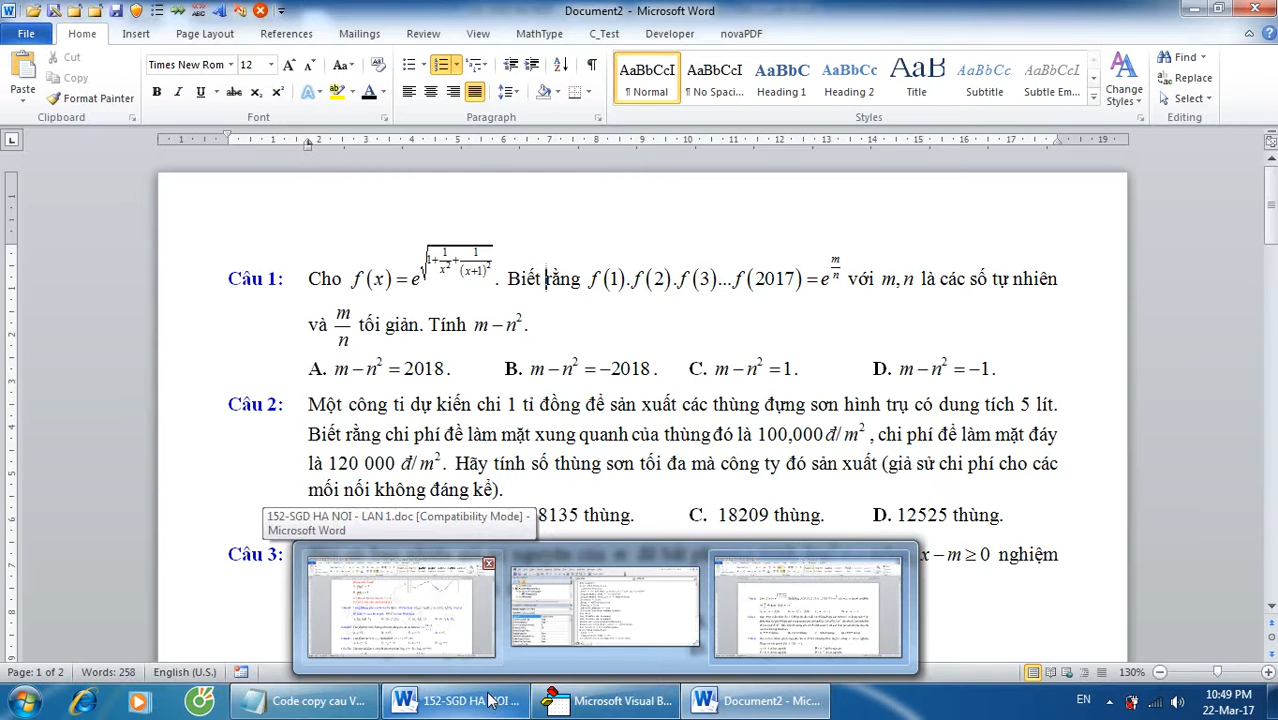 Document2 - Microsoft Word
File Home Insert Page Layout References Mailings Review View MathType C_Test Developer novaPDF
Paste
Cut
Copy
Format Painter
Clipboard
Times New Rom 12
Font
Paragraph
AaBbCcI AaBbCcI AaBbC AaBbCc AaB AaBbCcI AaBbCcI
¶ Normal ¶ No Spaci... Heading 1 Heading 2 Title Subtitle Subtle Em...
Styles
Change Styles
Find
Replace
Select
Editing
Câu 1: Cho f(x) = e^{\sqrt{1+\frac{1}{x^2}+\frac{1}{(x+1)^2}}}. Biết rằng f(1).f(2).f(3)...f(2017) = e^{\frac{m}{n}} với m, n là các số tự nhiên
và \frac{m}{n} tối giản. Tính m − n².
A. m − n² = 2018. B. m − n² = −2018. C. m − n² = 1. D. m − n² = −1.
Câu 2: Một công ti dự kiến chi 1 tỉ đồng để sản xuất các thùng đựng sơn hình trụ có dung tích 5 lít.
Biết rằng chi phí để làm mặt xung quanh của thùng đó là 100,000 đ/m², chi phí để làm mặt đáy
là 120 000 đ/m². Hãy tính số thùng sơn tối đa mà công ty đó sản xuất (giả sử chi phí cho các
mối nối không đáng kể).
8135 thùng. C. 18209 thùng. D. 12525 thùng.
152-SGD HA NOI - LAN 1.doc [Compatibility Mode] -
Microsoft Word
Câu 3: x − m ≥ 0 nghiệm
Page: 1 of 2 Words: 258 English (U.S.) 130%
Code copy cau V... 152-SGD HA NOI ... Microsoft Visual B... Document2 - Mic... EN
10:49 PM
22-Mar-17